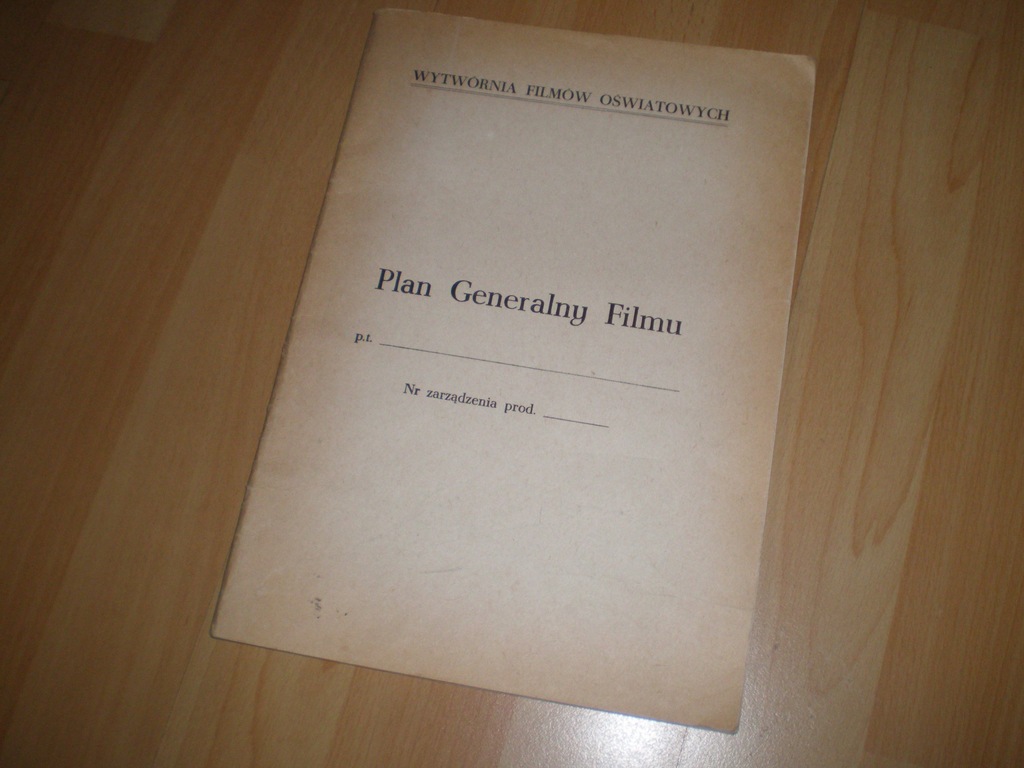 WYTWÓRNIA FILMÓW OŚWIATOWYCH
Plan Generalny Filmu
p.t.
Nr zarządzenia prod.